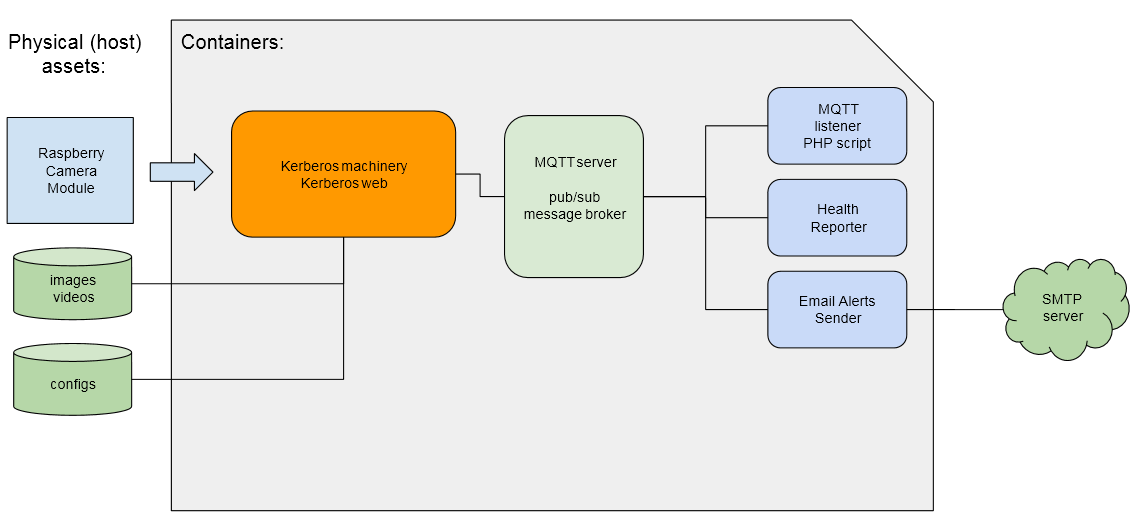 Physical (host)
assets:
Containers:
Raspberry
Camera
Module
images
videos
configs
Kerberos machinery
Kerberos web
MQTT server
pub/sub
message broker
MQTT
listener
PHP script
Health
Reporter
Email Alerts
Sender
SMTP
server